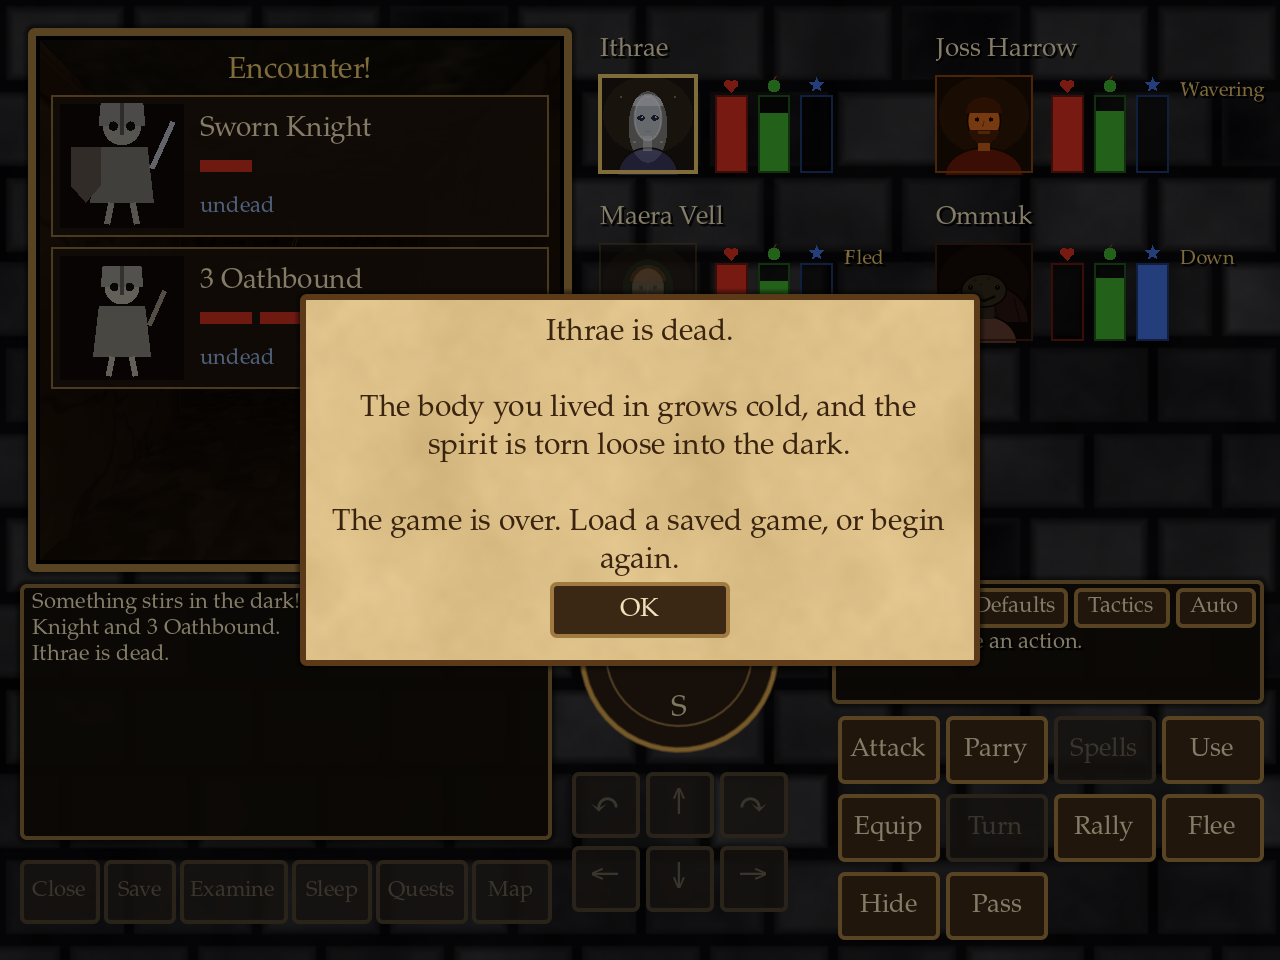 Encounter!
Sworn Knight
undead
3 Oathbound
undead
Ithrae
Joss Harrow
Wavering
Maera Vell
Fled
Ommuk
Down
Ithrae is dead.
The body you lived in grows cold, and the
spirit is torn loose into the dark.
The game is over. Load a saved game, or begin
again.
OK
Something stirs in the dark!
Knight and 3 Oathbound.
Ithrae is dead.
S
Defaults
Tactics
Auto
an action.
Attack
Parry
Spells
Use
Equip
Turn
Rally
Flee
Hide
Pass
Close
Save
Examine
Sleep
Quests
Map